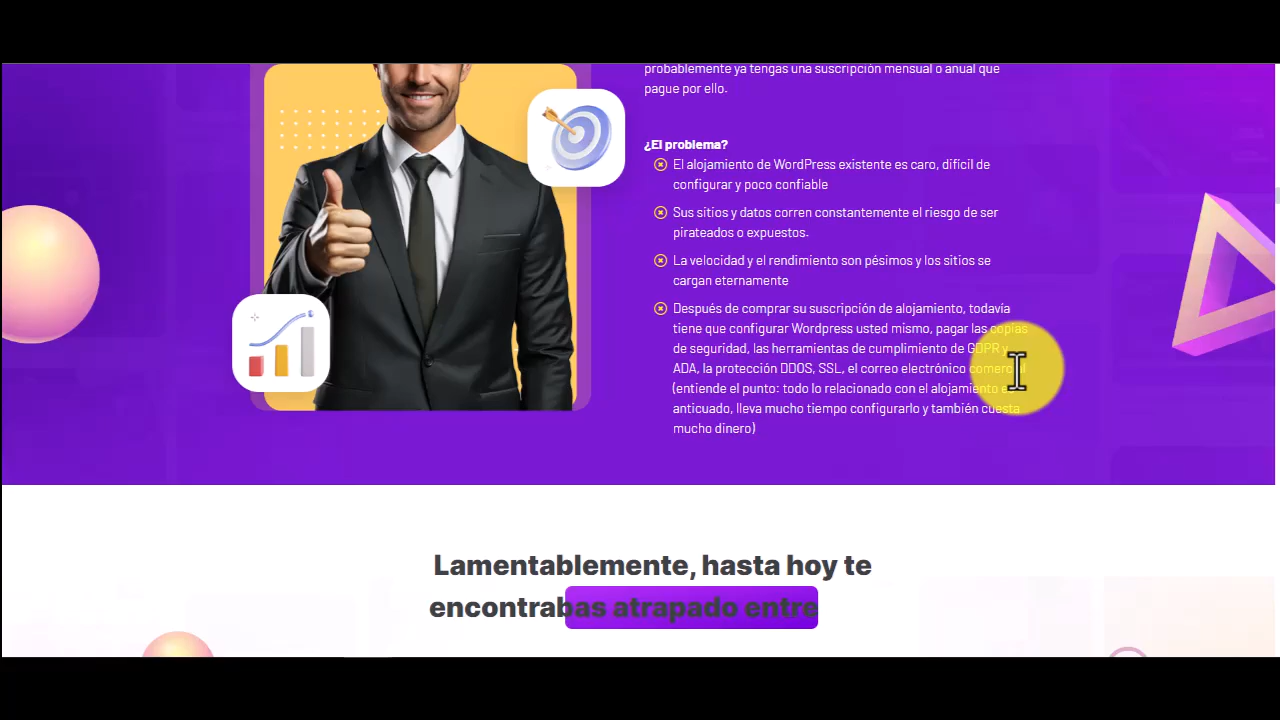 probablemente ya tengas una suscripción mensual o anual que
pague por ello.
¿El problema?
El alojamiento de WordPress existente es caro, difícil de
configurar y poco confiable
Sus sitios y datos corren constantemente el riesgo de ser
pirateados o expuestos.
La velocidad y el rendimiento son pésimos y los sitios se
cargan eternamente
Después de comprar su suscripción de alojamiento, todavía
tiene que configurar Wordpress usted mismo, pagar las copias
de seguridad, las herramientas de cumplimiento de GDPR y
ADA, la protección DDOS, SSL, el correo electrónico comercial
(entiende el punto: todo lo relacionado con el alojamiento es
anticuado, lleva mucho tiempo configurarlo y también cuesta
mucho dinero)
Lamentablemente, hasta hoy te
encontrabas atrapado entre